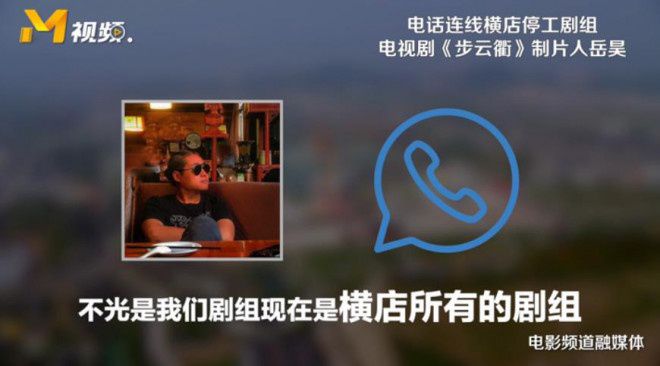 M视频.
电话连线横店停工剧组
电视剧《步云衢》制片人岳昊
不光是我们剧组现在是横店所有的剧组
电影频道融媒体